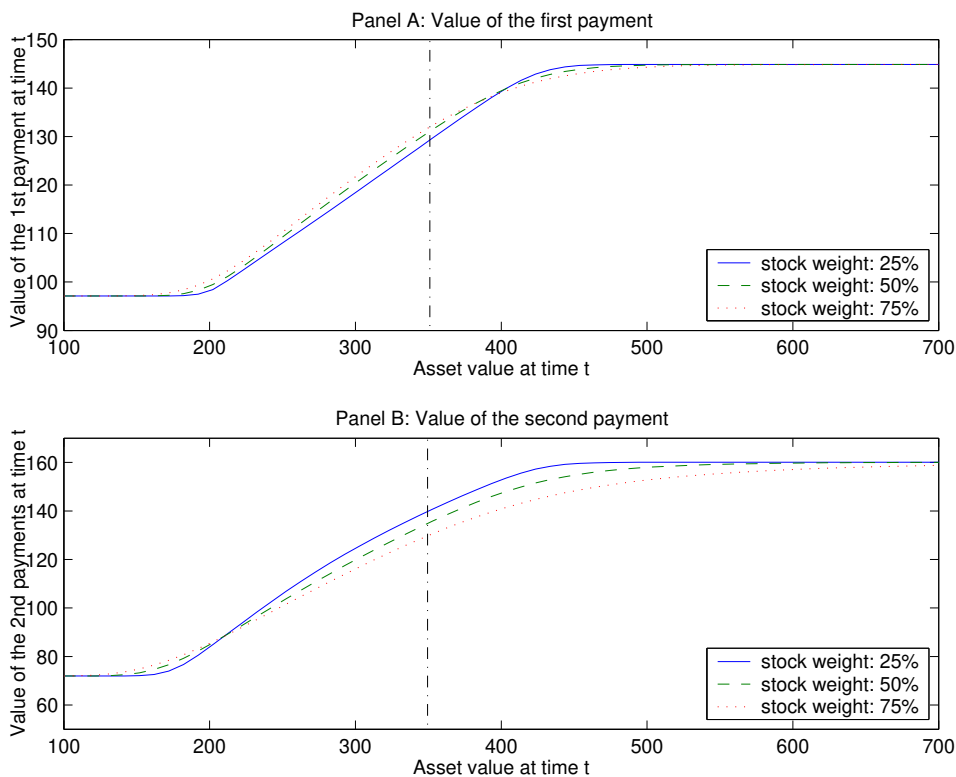 Panel A: Value of the first payment
Value of the 1st payment at time t
150
140
130
120
110
100
90
stock weight: 25%
stock weight: 50%
stock weight: 75%
100 200 300 400 500 600 700
Asset value at time t
Panel B: Value of the second payment
Value of the 2nd payments at time t
160
140
120
100
80
60
stock weight: 25%
stock weight: 50%
stock weight: 75%
100 200 300 400 500 600 700
Asset value at time t